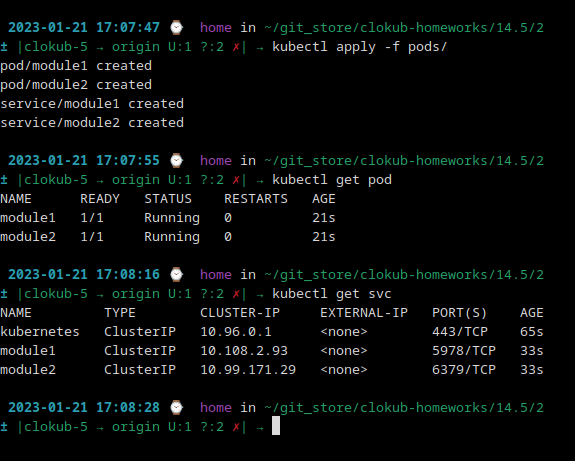 2023-01-21 17:07:47 ⌚ home in ~/git_store/clokub-homeworks/14.5/2
± |clokub-5 → origin U:1 ?:2 ✗| → kubectl apply -f pods/
pod/module1 created
pod/module2 created
service/module1 created
service/module2 created
2023-01-21 17:07:55 ⌚ home in ~/git_store/clokub-homeworks/14.5/2
± |clokub-5 → origin U:1 ?:2 ✗| → kubectl get pod
NAME READY STATUS RESTARTS AGE
module1 1/1 Running 0 21s
module2 1/1 Running 0 21s
2023-01-21 17:08:16 ⌚ home in ~/git_store/clokub-homeworks/14.5/2
± |clokub-5 → origin U:1 ?:2 ✗| → kubectl get svc
NAME TYPE CLUSTER-IP EXTERNAL-IP PORT(S) AGE
kubernetes ClusterIP 10.96.0.1 <none> 443/TCP 65s
module1 ClusterIP 10.108.2.93 <none> 5978/TCP 33s
module2 ClusterIP 10.99.171.29 <none> 6379/TCP 33s
2023-01-21 17:08:28 ⌚ home in ~/git_store/clokub-homeworks/14.5/2
± |clokub-5 → origin U:1 ?:2 ✗| →